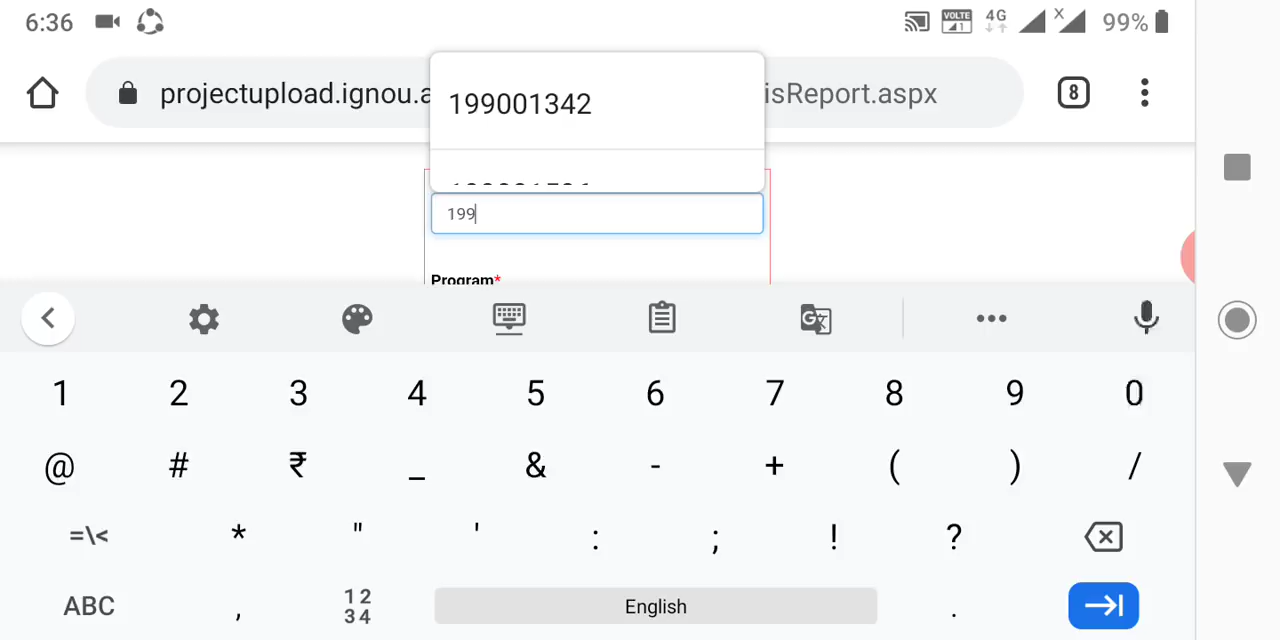 6:36
VOLTE 1 4G X 99%
projectupload.ignou.a isReport.aspx 8
199001342
199
Program*
G
1 2 3 4 5 6 7 8 9 0
@ # ₹ _ & - + ( ) /
=\< * " ' : ; ! ?
ABC , 12 34 English .